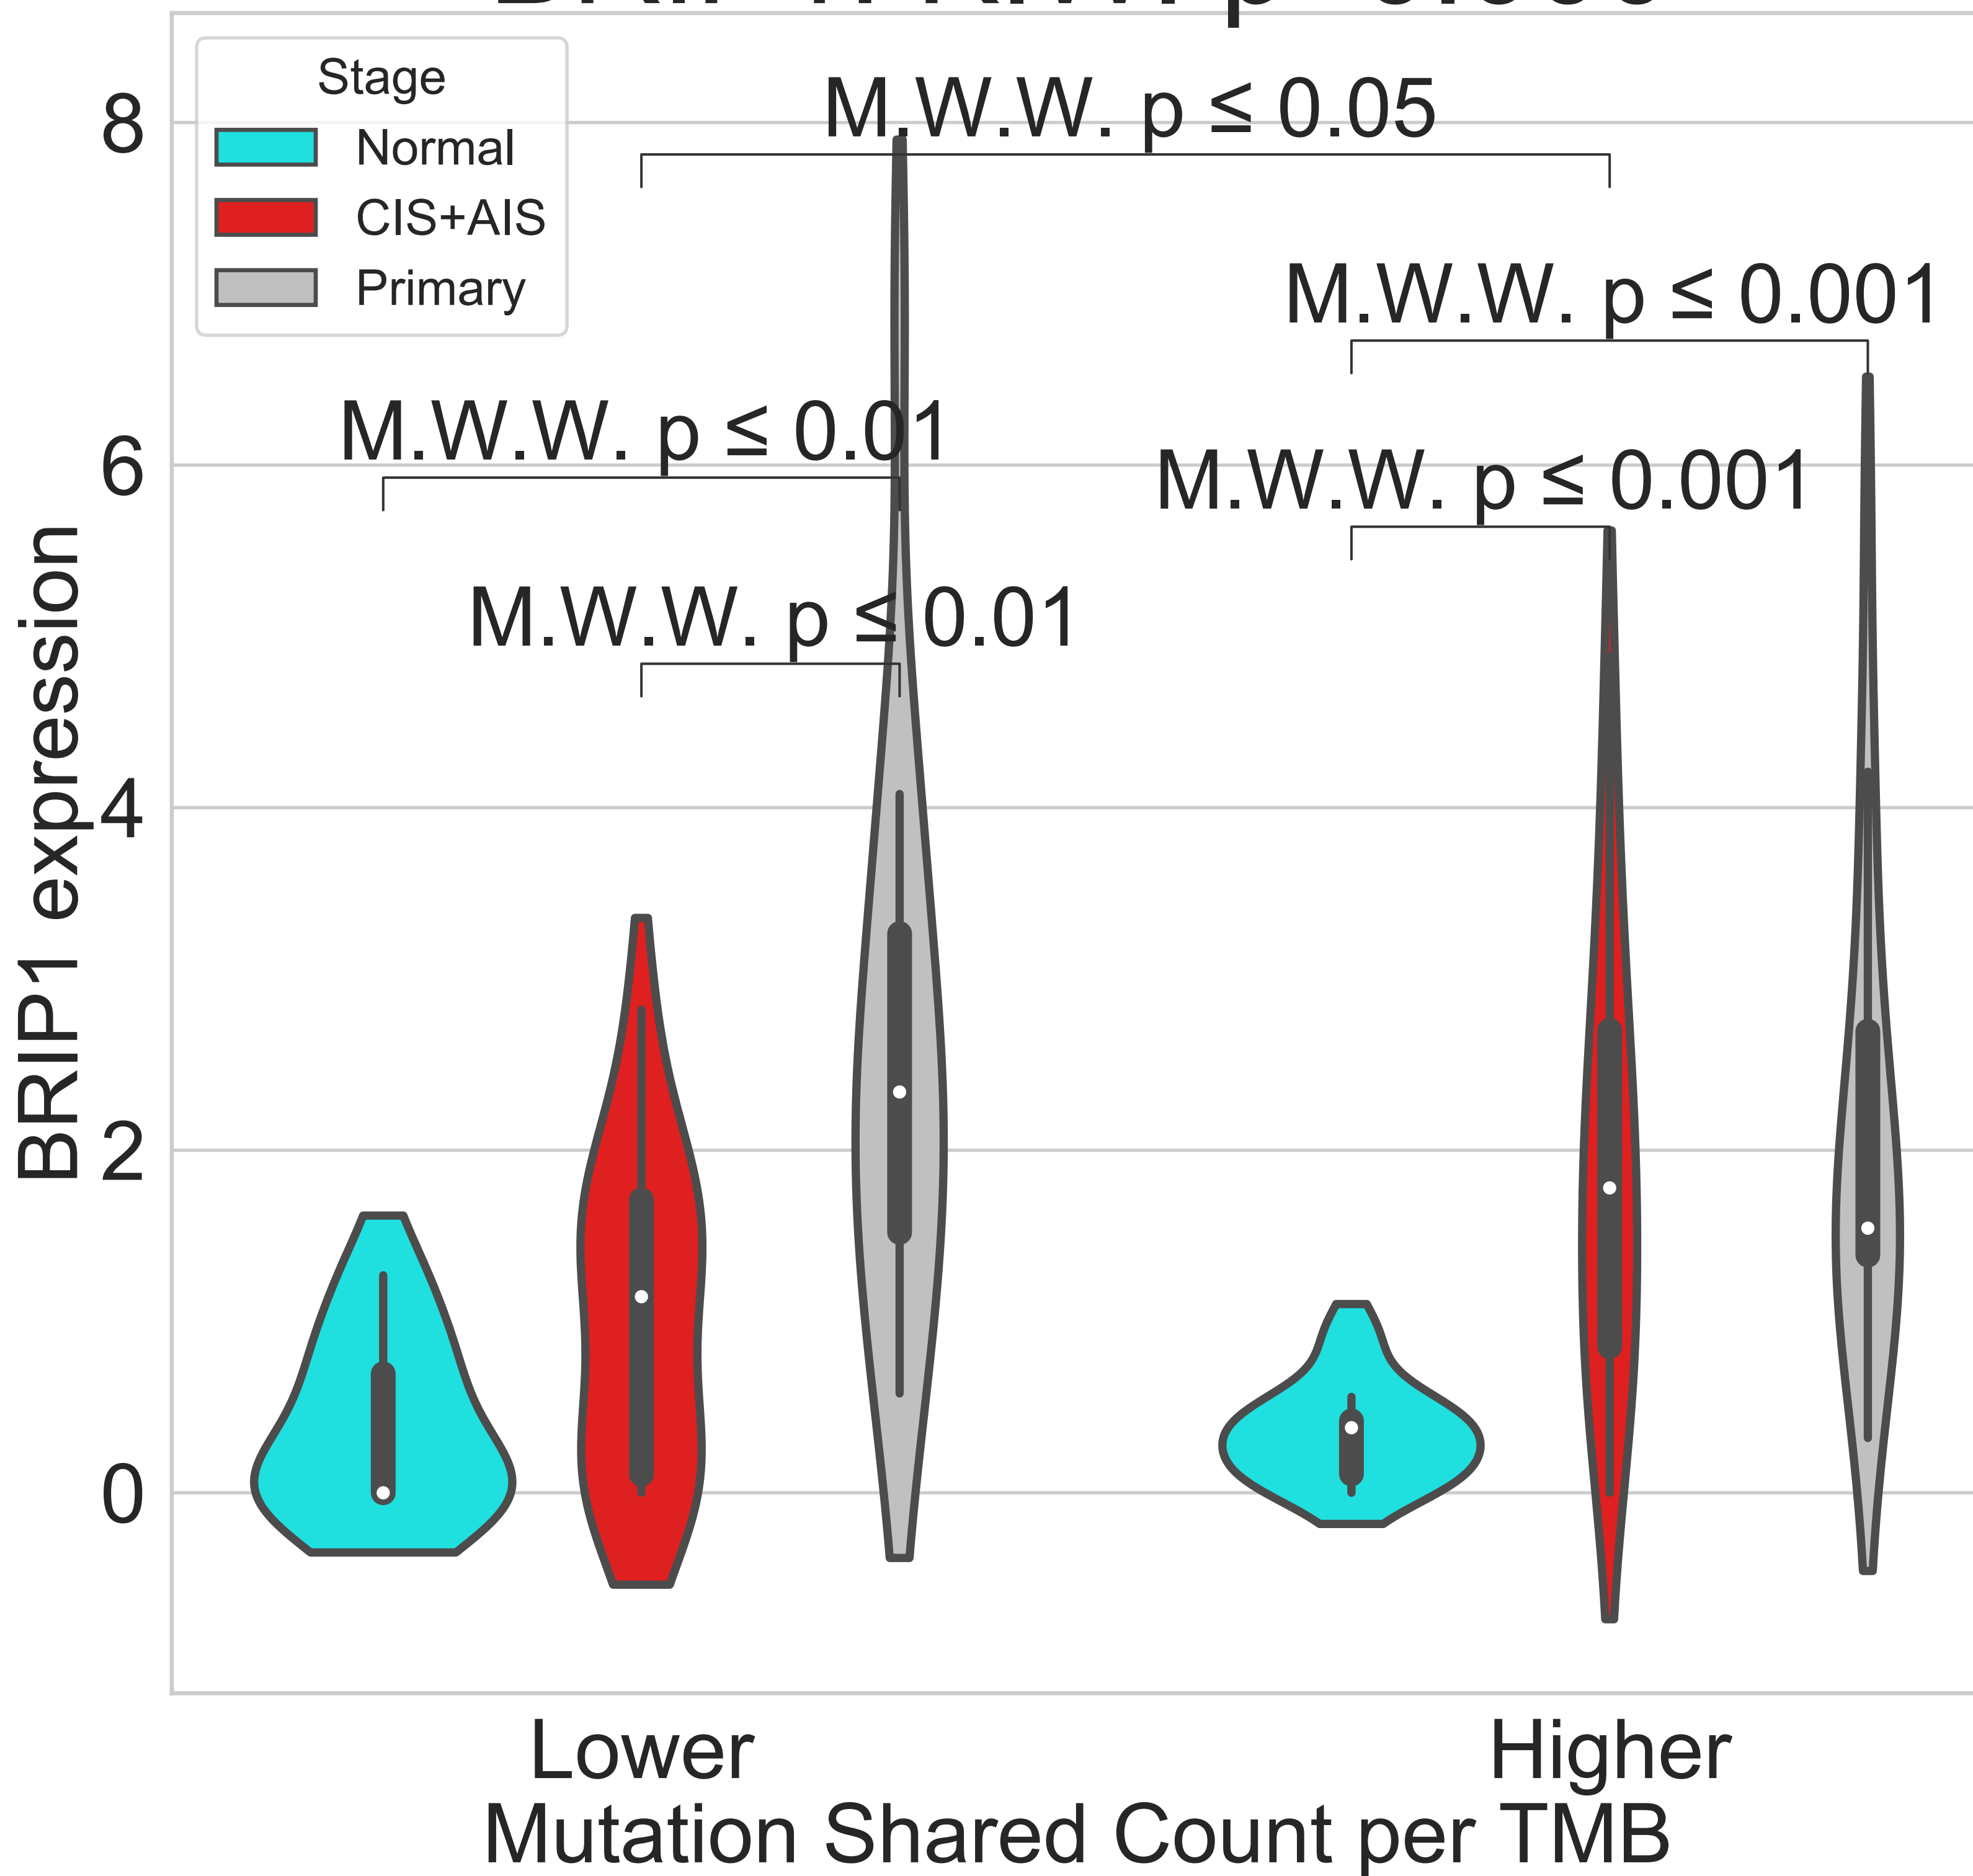 Stage
Normal
CIS+AIS
Primary
M.W.W. p ≤ 0.05
M.W.W. p ≤ 0.001
M.W.W. p ≤ 0.01
M.W.W. p ≤ 0.001
M.W.W. p ≤ 0.01
8
6
4
2
0
BRIP1 expression
Lower
Higher
Mutation Shared Count per TMB